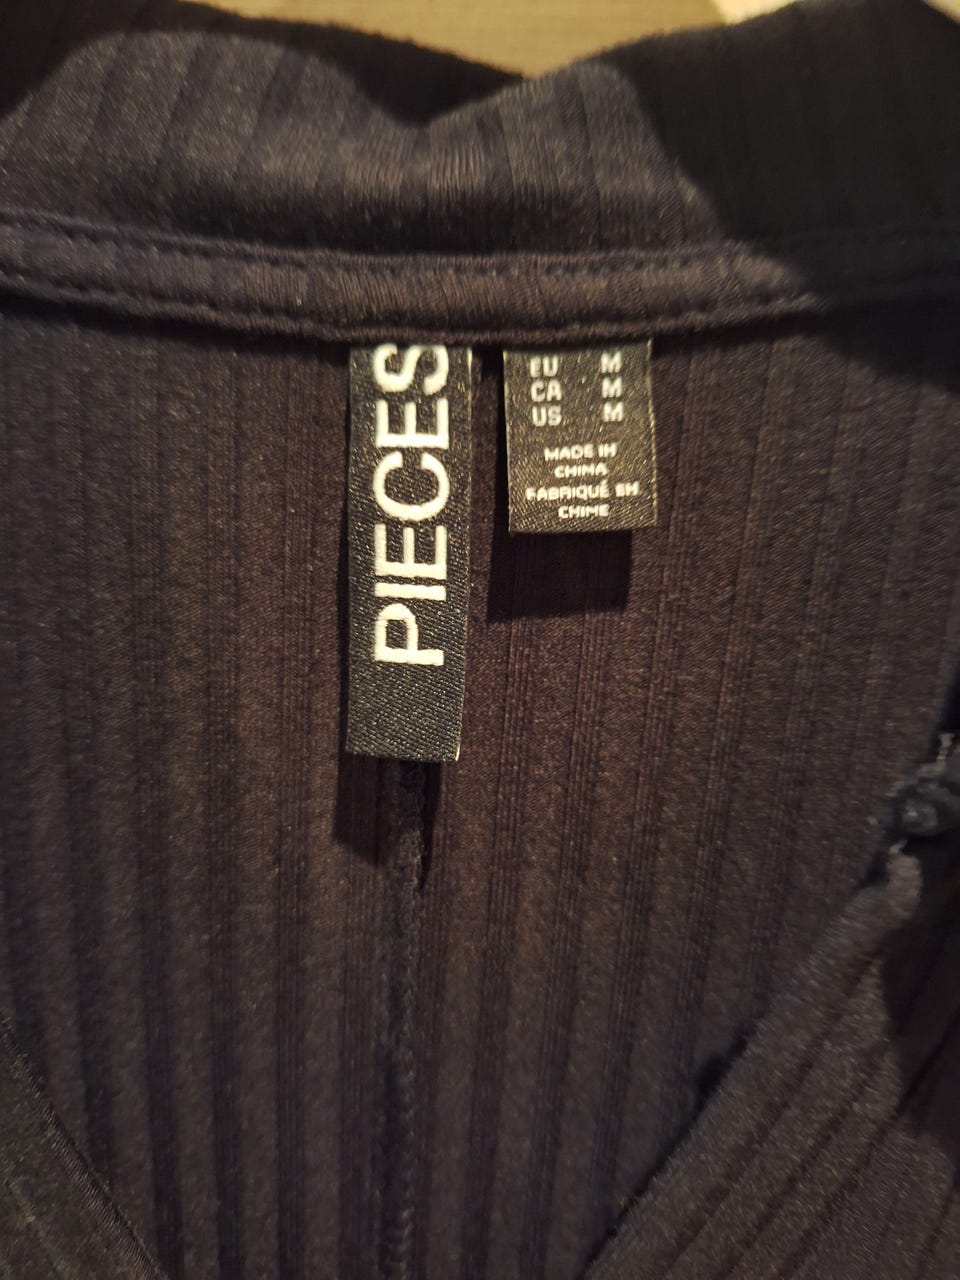 PIECES
EU M
CA M
US M
MADE IN
CHINA
FABRIQUÉ EN
CHINE